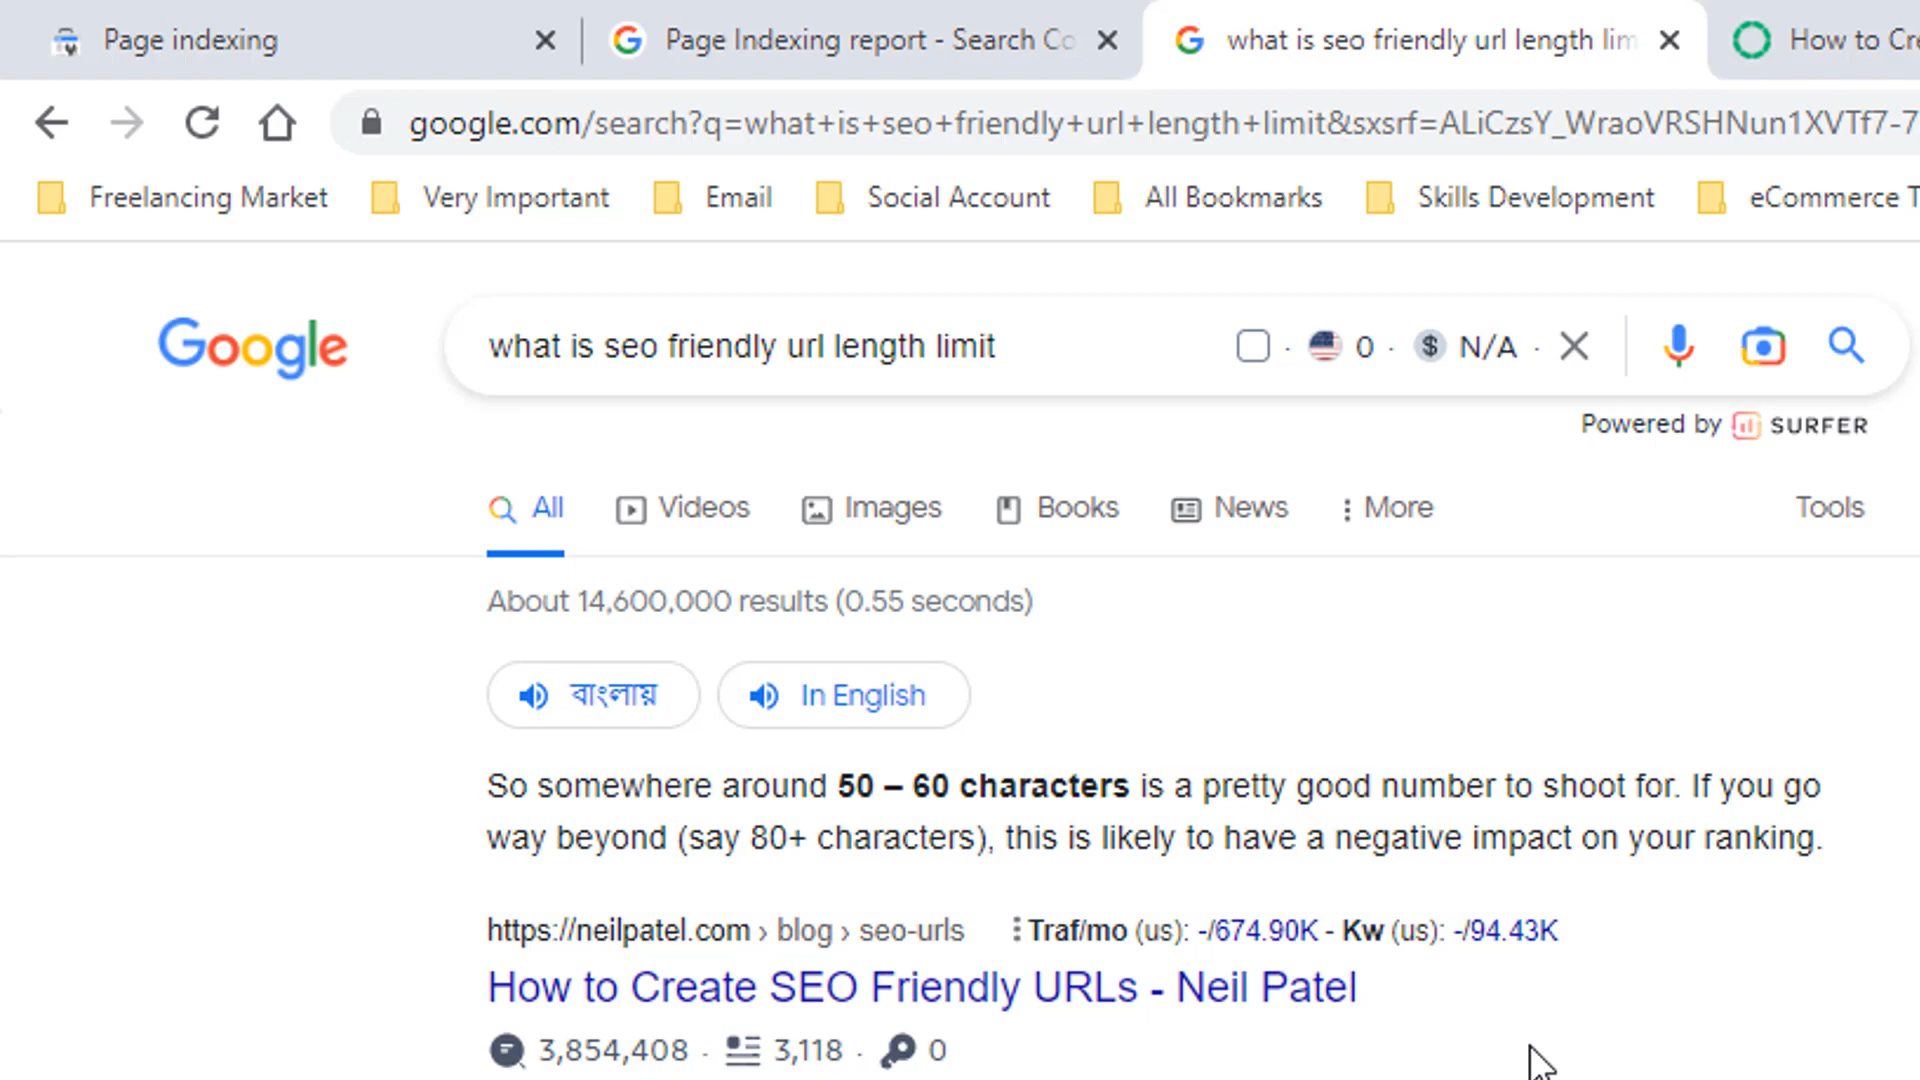 Page indexing
Page Indexing report - Search Co
what is seo friendly url length lim
How to Cre
google.com/search?q=what+is+seo+friendly+url+length+limit&sxsrf=ALiCzsY_WraoVRSHNun1XVTf7-7
Freelancing Market
Very Important
Email
Social Account
All Bookmarks
Skills Development
eCommerce T
Google
what is seo friendly url length limit
· 0 · $ N/A ·
Powered by SURFER
All
Videos
Images
Books
News
More
Tools
About 14,600,000 results (0.55 seconds)
বাংলায়
In English
So somewhere around 50 – 60 characters is a pretty good number to shoot for. If you go
way beyond (say 80+ characters), this is likely to have a negative impact on your ranking.
https://neilpatel.com › blog › seo-urls
Traf/mo (us): -/674.90K - Kw (us): -/94.43K
How to Create SEO Friendly URLs - Neil Patel
3,854,408 · 3,118 · 0